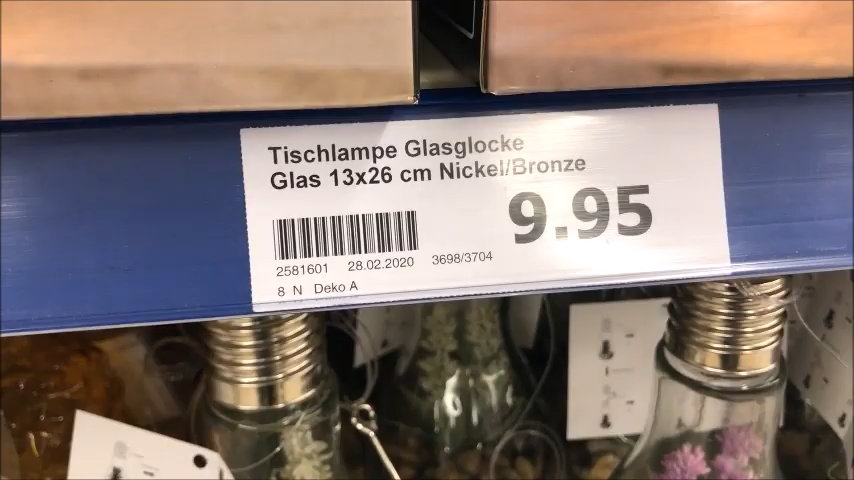 Tischlampe Glasglocke
Glas 13x26 cm Nickel/Bronze
9.95
2581601 28.02.2020 3698/3704
8 N Deko A